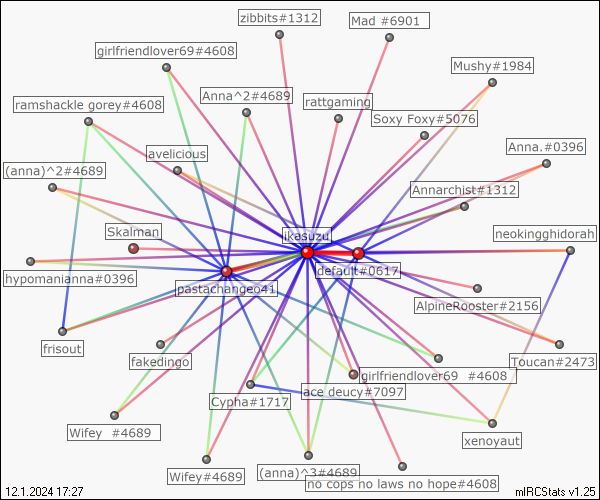 zibbits#1312
Mad #6901
girlfriendlover69#4608
Mushy#1984
ramshackle gorey#4608
Anna^2#4689
rattgaming
Soxy Foxy#5076
avelicious
Anna.#0396
(anna)^2#4689
Annarchist#1312
Skalman
ikasuzu
neokingghidorah
hypomanianna#0396
default#0617
pastachangeo41
AlpineRooster#2156
frisout
fakedingo
Toucan#2473
girlfriendlover69 #4608
ace deucy#7097
Cypha#1717
Wifey #4689
xenoyaut
Wifey#4689
(anna)^3#4689
no cops no laws no hope#4608
12.1.2024 17:27
mIRCStats v1.25